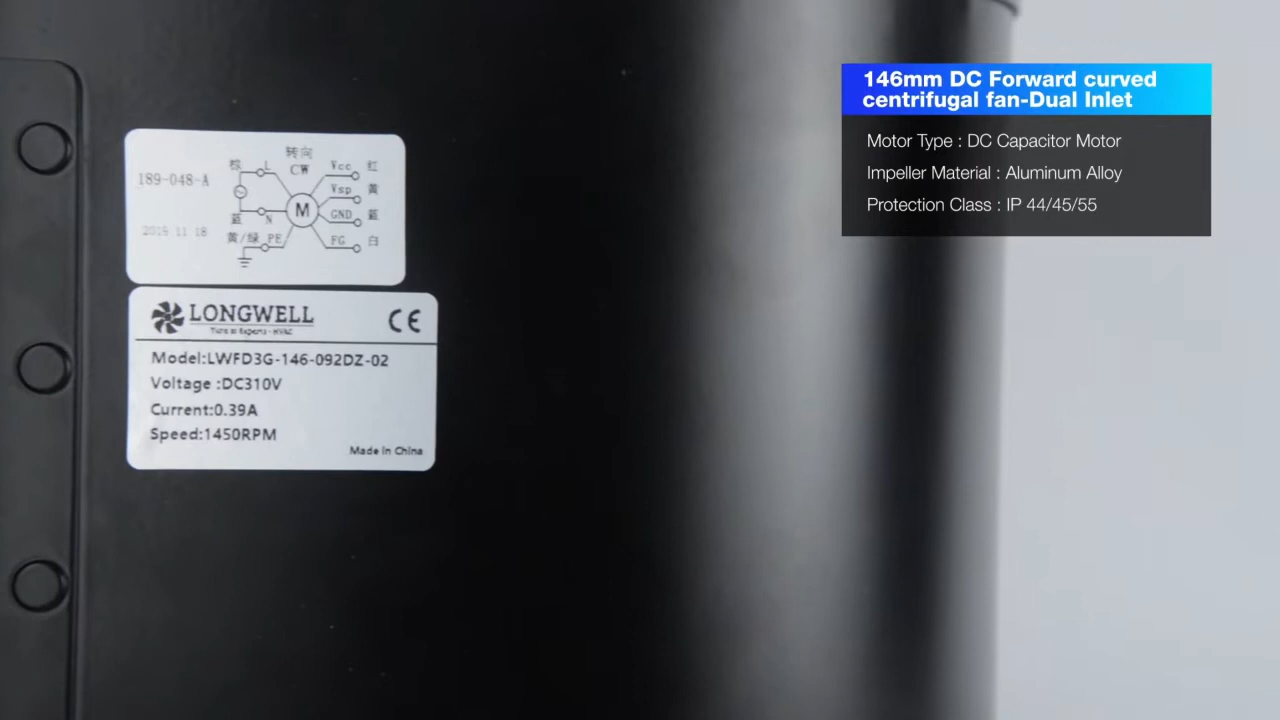 146mm DC Forward curved
centrifugal fan-Dual Inlet
Motor Type : DC Capacitor Motor
Impeller Material : Aluminum Alloy
Protection Class : IP 44/45/55
转向
CW
棕 L
Vcc 红
189-048-A
Vsp 黄
M
蓝 N
GND 蓝
2019 11 18
黄/绿 PE
FG 白
LONGWELL
CE
Model:LWFD3G-146-092DZ-02
Voltage :DC310V
Current:0.39A
Speed:1450RPM
Made in China